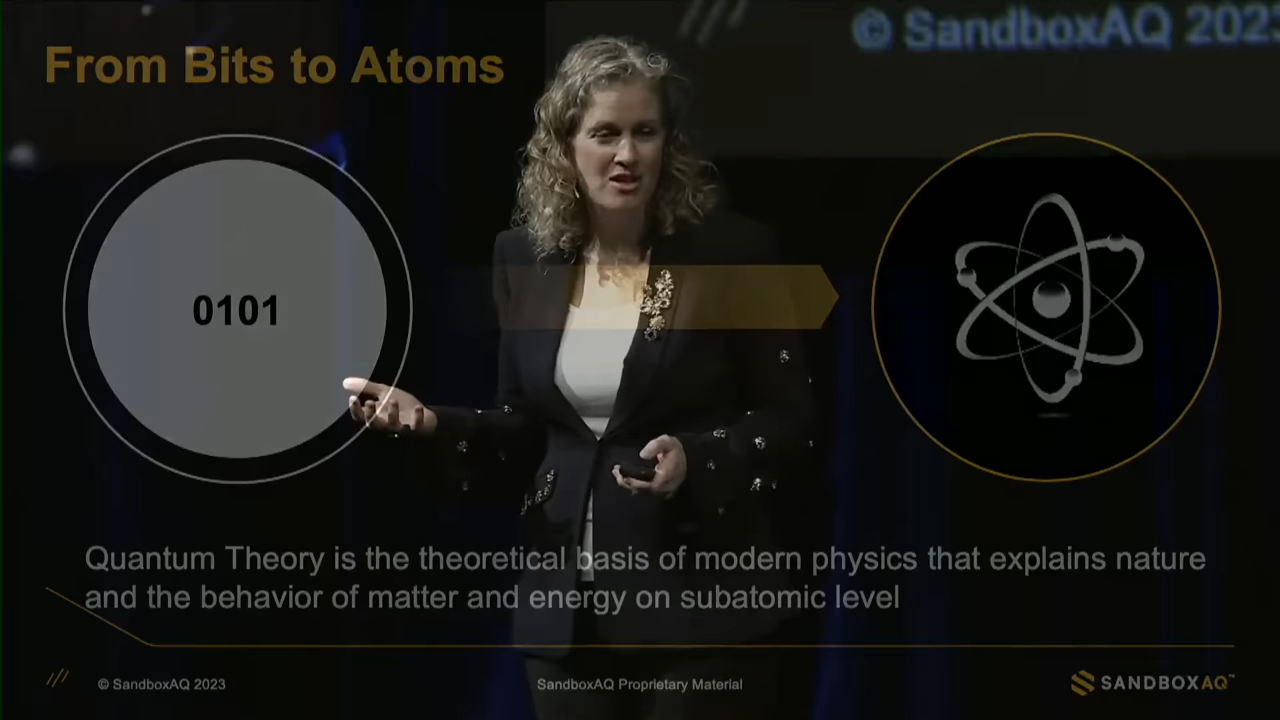 © SandboxAQ 2023
From Bits to Atoms
0101
Quantum Theory is the theoretical basis of modern physics that explains nature
and the behavior of matter and energy on subatomic level
© SandboxAQ 2023
SandboxAQ Proprietary Material
SANDBOXAQ™